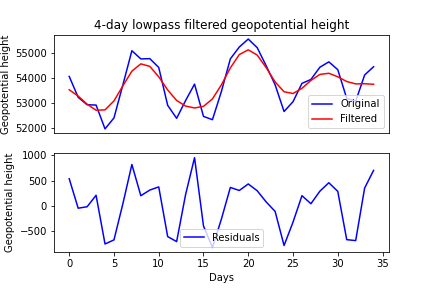 4-day lowpass filtered geopotential height
Geopotential height
55000
54000
53000
52000
Original
Filtered
Geopotential height
1000
500
0
−500
Residuals
0 5 10 15 20 25 30 35
Days